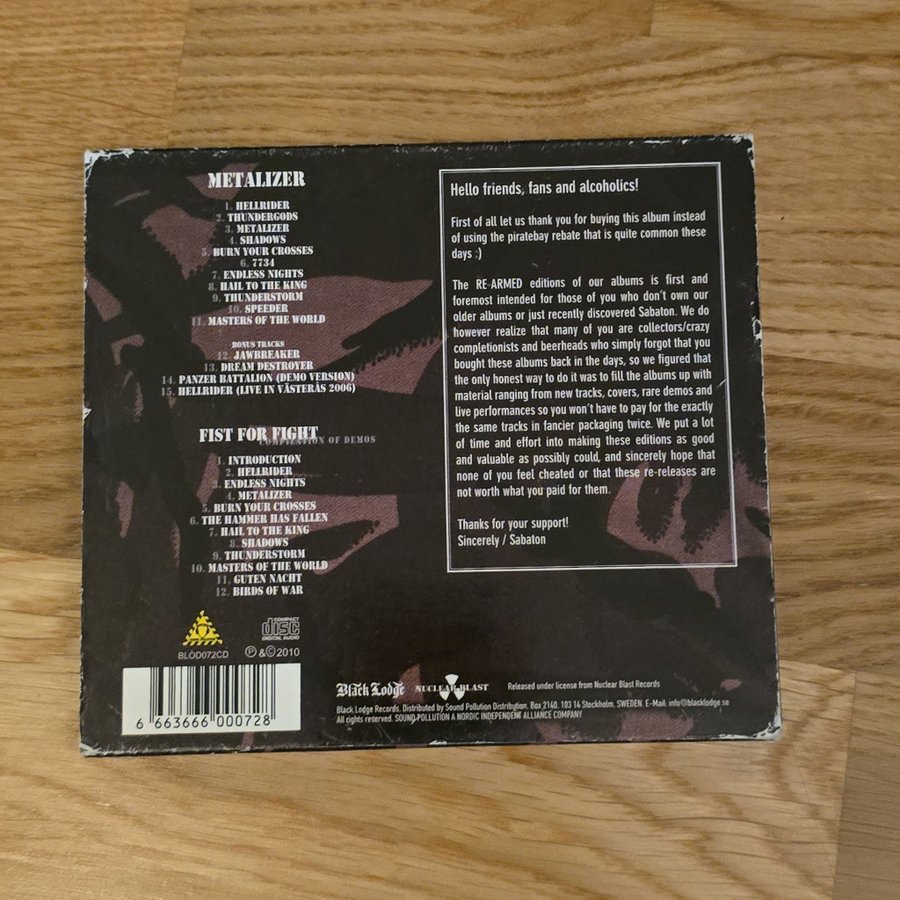 METALIZER
1. HELLRIDER
2. THUNDERGODS
3. METALIZER
4. SHADOWS
5. BURN YOUR CROSSES
6. 7734
7. ENDLESS NIGHTS
8. HAIL TO THE KING
9. THUNDERSTORM
10. SPEEDER
11. MASTERS OF THE WORLD
BONUS TRACKS
12. JAWBREAKER
13. DREAM DESTROYER
14. PANZER BATTALION (DEMO VERSION)
15. HELLRIDER (LIVE IN VÄSTERÅS 2006)
FIST FOR FIGHT
COMPILATION OF DEMOS
1. INTRODUCTION
2. HELLRIDER
3. ENDLESS NIGHTS
4. METALIZER
5. BURN YOUR CROSSES
6. THE HAMMER HAS FALLEN
7. HAIL TO THE KING
8. SHADOWS
9. THUNDERSTORM
10. MASTERS OF THE WORLD
11. GUTEN NACHT
12. BIRDS OF WAR
BLOD072CD
COMPACT
disc
DIGITAL AUDIO
℗ &© 2010
6 663666 000728
Hello friends, fans and alcoholics!
First of all let us thank you for buying this album instead
of using the piratebay rebate that is quite common these
days :)
The RE-ARMED editions of our albums is first and
foremost intended for those of you who don't own our
older albums or just recently discovered Sabaton. We do
however realize that many of you are collectors/crazy
completionists and beerheads who simply forgot that you
bought these albums back in the days, so we figured that
the only honest way to do it was to fill the albums up with
material ranging from new tracks, covers, rare demos and
live performances so you won't have to pay for the exactly
the same tracks in fancier packaging twice. We put a lot
of time and effort into making these editions as good
and valuable as possibly could, and sincerely hope that
none of you feel cheated or that these re-releases are
not worth what you paid for them.
Thanks for your support!
Sincerely / Sabaton
Black Lodge NUCLEAR BLAST Released under license from Nuclear Blast Records
Black Lodge Records. Distributed by Sound Pollution Distribution, Box 2140, 103 14 Stockholm, SWEDEN. E-Mail. info@blacklodge.se
All rights reserved. SOUND POLLUTION A NORDIC INDEPENDENT ALLIANCE COMPANY